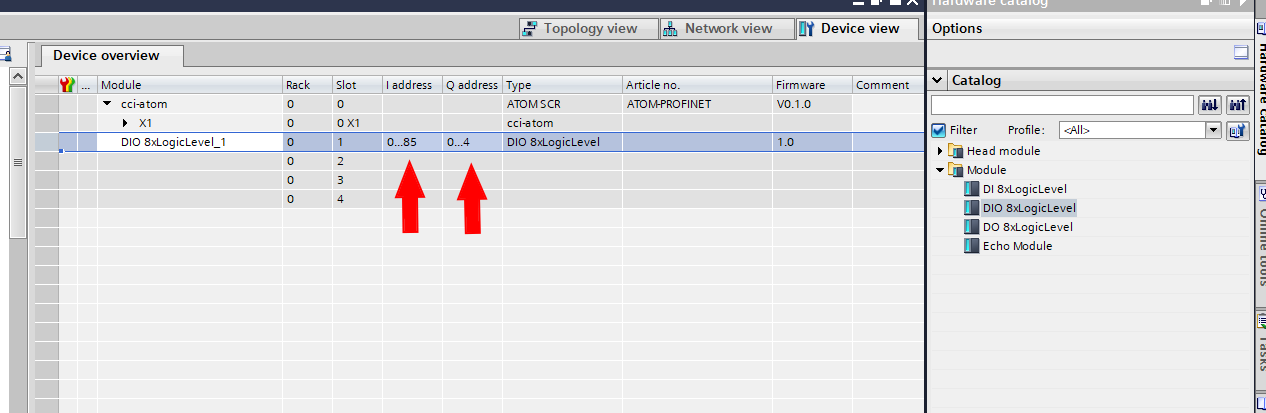 Hardware catalog
Topology view Network view Device view
Options
Device overview
... Module Rack Slot I address Q address Type Article no. Firmware Comment
cci-atom 0 0 ATOM SCR ATOM-PROFINET V0.1.0
X1 0 0 X1 cci-atom
DIO 8xLogicLevel_1 0 1 0...85 0...4 DIO 8xLogicLevel 1.0
0 2
0 3
0 4
Catalog
Filter Profile: <All>
Head module
Module
DI 8xLogicLevel
DIO 8xLogicLevel
DO 8xLogicLevel
Echo Module
Hardware Catalog
Online Tools
Tasks